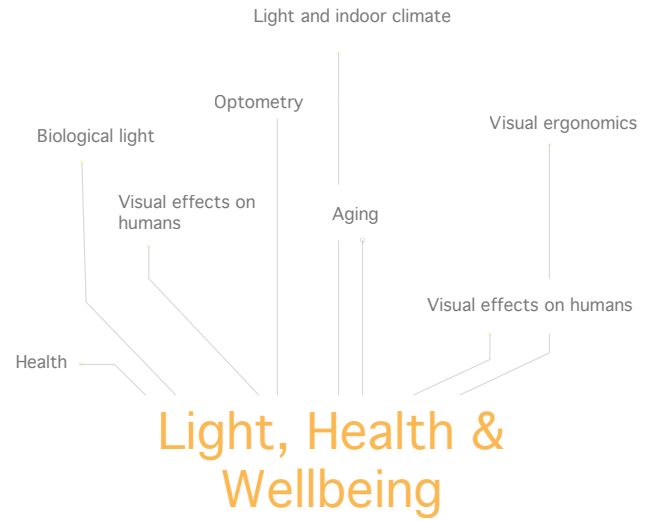 Light and indoor climate
Optometry
Visual ergonomics
Biological light
Visual effects on
humans
Aging
Visual effects on humans
Health
Light, Health &
Wellbeing